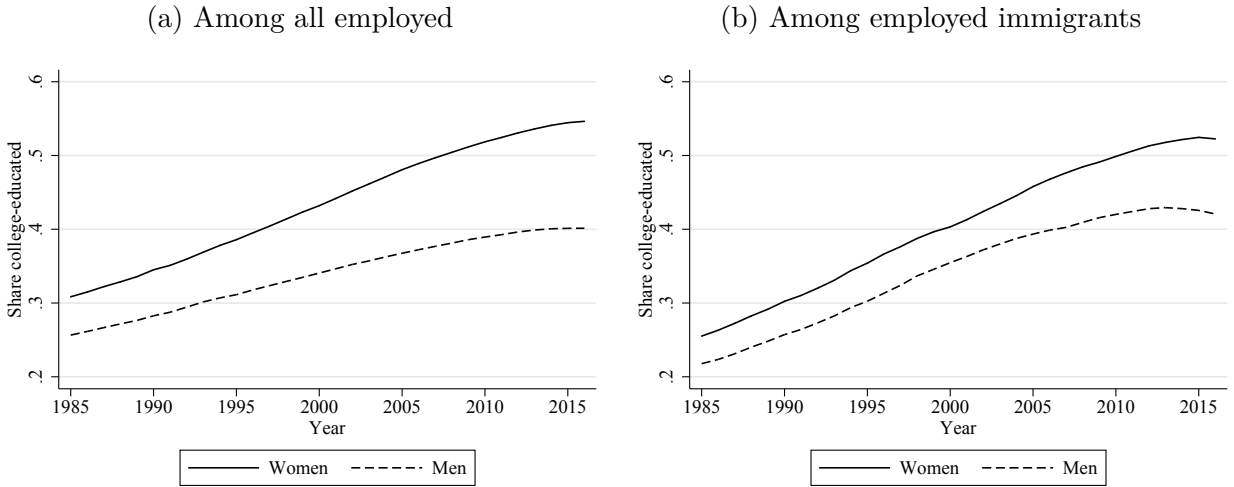 (a) Among all employed
Share college-educated
.6
.5
.4
.3
.2
1985 1990 1995 2000 2005 2010 2015
Year
Women Men
(b) Among employed immigrants
Share college-educated
.6
.5
.4
.3
.2
1985 1990 1995 2000 2005 2010 2015
Year
Women Men